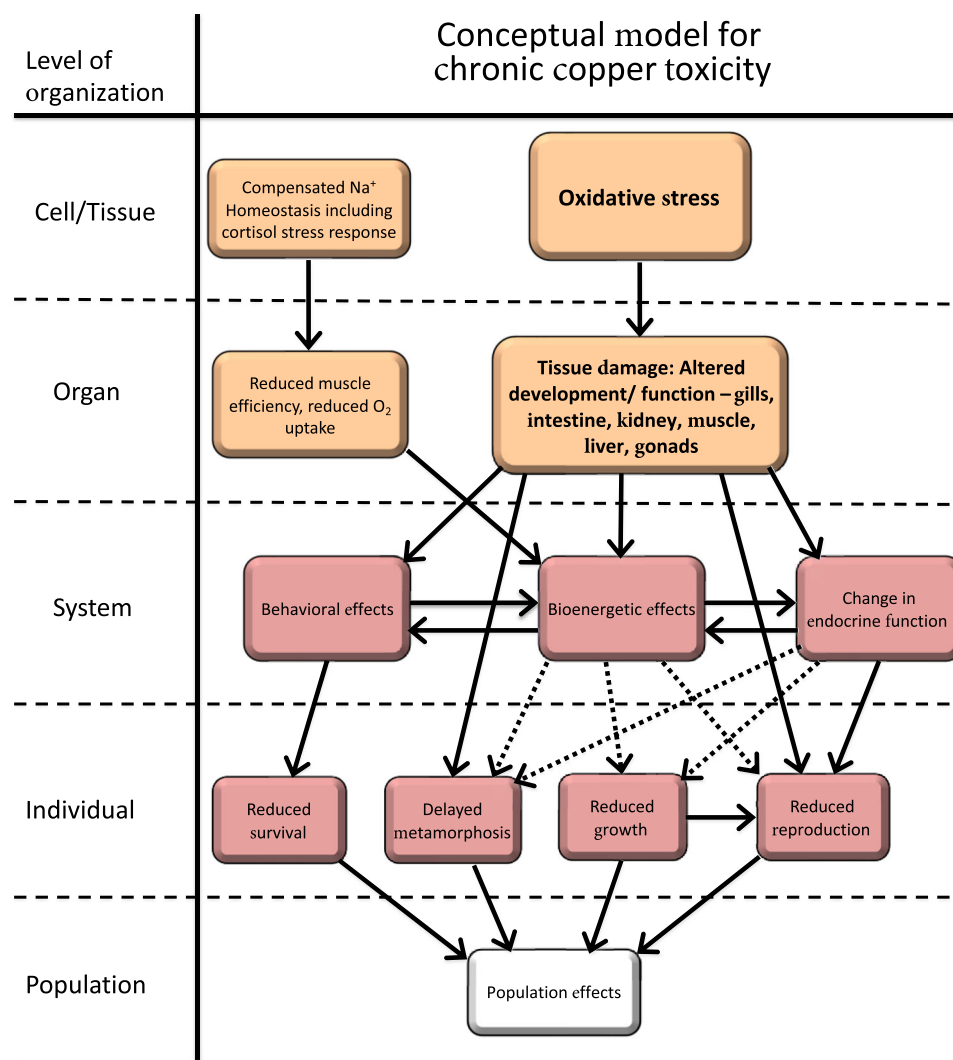 Level of
organization
Conceptual model for
chronic copper toxicity
Cell/Tissue
Compensated Na⁺
Homeostasis including
cortisol stress response
Oxidative stress
Organ
Reduced muscle
efficiency, reduced O₂
uptake
Tissue damage: Altered
development/ function – gills,
intestine, kidney, muscle,
liver, gonads
System
Behavioral effects
Bioenergetic effects
Change in
endocrine function
Individual
Reduced
survival
Delayed
metamorphosis
Reduced
growth
Reduced
reproduction
Population
Population effects